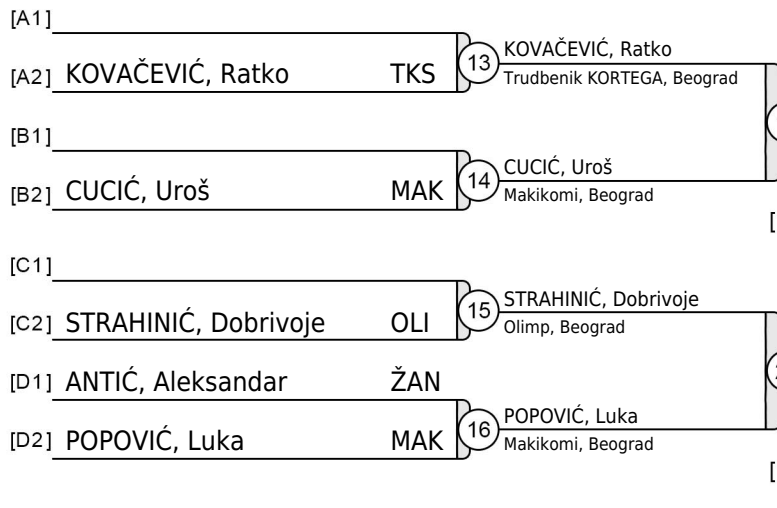 [A1]
[A2] KOVAČEVIĆ, Ratko TKS
13
KOVAČEVIĆ, Ratko
Trudbenik KORTEGA, Beograd
[B1]
[B2] CUCIĆ, Uroš MAK
14
CUCIĆ, Uroš
Makikomi, Beograd
[
[C1]
[C2] STRAHINIĆ, Dobrivoje OLI
15
STRAHINIĆ, Dobrivoje
Olimp, Beograd
[D1] ANTIĆ, Aleksandar ŽAN
[D2] POPOVIĆ, Luka MAK
16
POPOVIĆ, Luka
Makikomi, Beograd
[